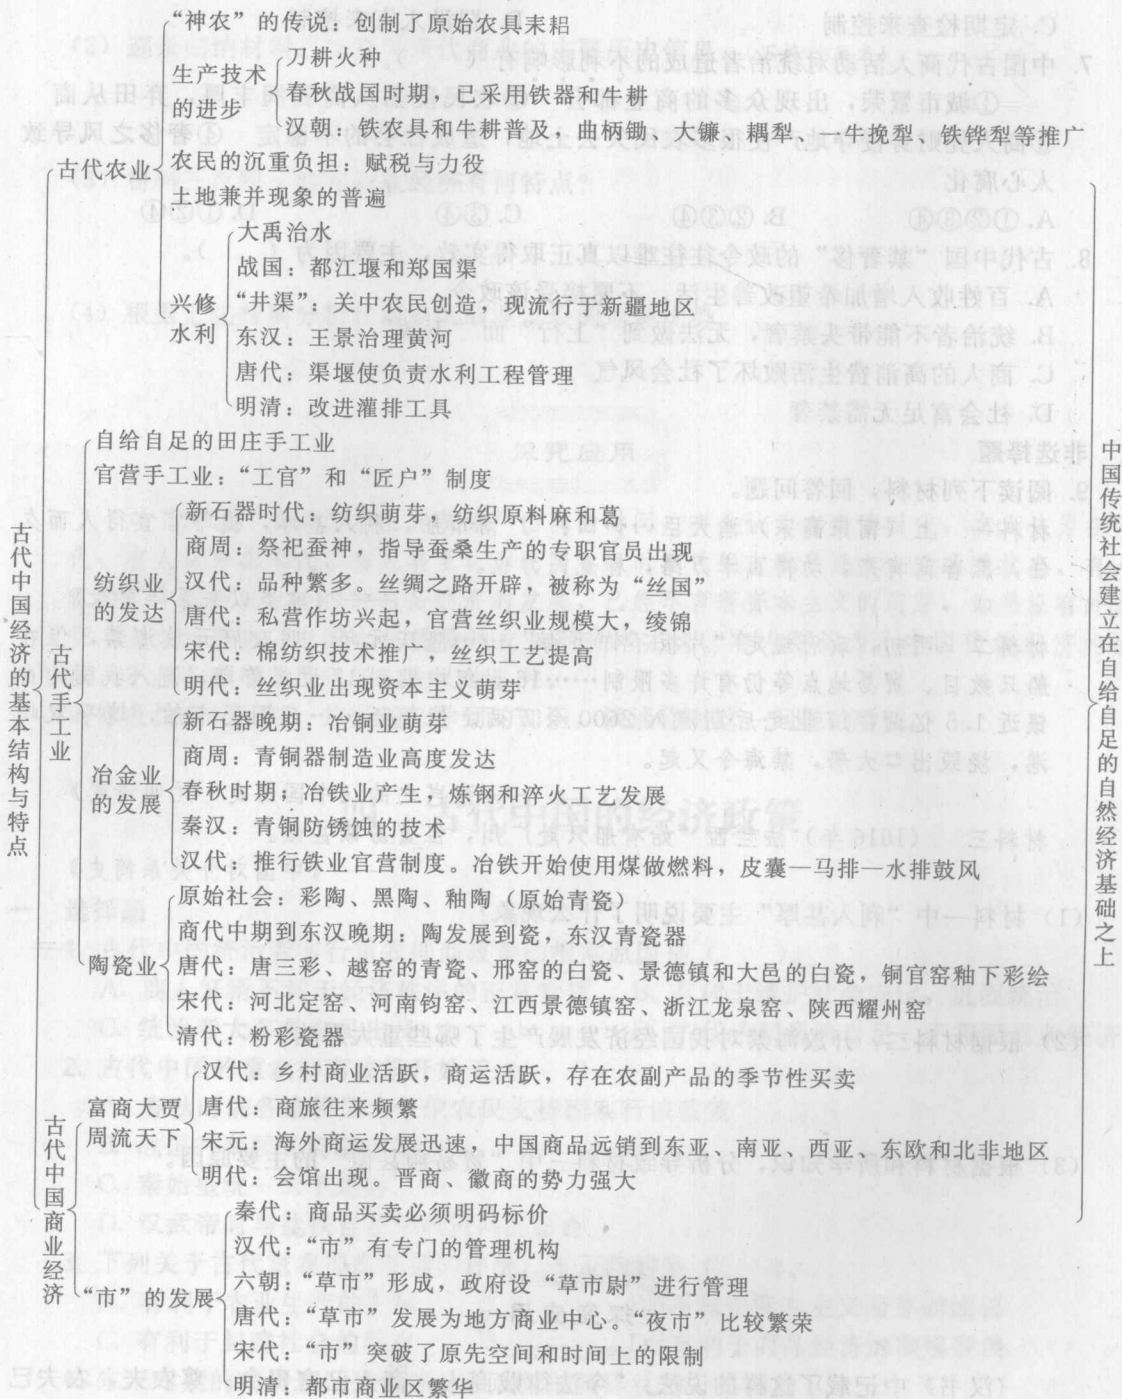 古代中国经济的基本结构与特点
古代农业
“神农”的传说：创制了原始农具耒耜
生产技术
的进步
刀耕火种
春秋战国时期，已采用铁器和牛耕
汉朝：铁农具和牛耕普及，曲柄锄、大镰、耦犁、一牛挽犁、铁铧犁等推广
农民的沉重负担：赋税与力役
土地兼并现象的普遍
兴修
水利
大禹治水
战国：都江堰和郑国渠
“井渠”：关中农民创造，现流行于新疆地区
东汉：王景治理黄河
唐代：渠堰使负责水利工程管理
明清：改进灌排工具
古代手工业
自给自足的田庄手工业
官营手工业：“工官”和“匠户”制度
纺织业
的发达
新石器时代：纺织萌芽，纺织原料麻和葛
商周：祭祀蚕神，指导蚕桑生产的专职官员出现
汉代：品种繁多。丝绸之路开辟，被称为“丝国”
唐代：私营作坊兴起，官营丝织业规模大，绫锦
宋代：棉纺织技术推广，丝织工艺提高
明代：丝织业出现资本主义萌芽
冶金业
的发展
新石器晚期：冶铜业萌芽
商周：青铜器制造业高度发达
春秋时期，冶铁业产生，炼钢和淬火工艺发展
秦汉：青铜防锈蚀的技术
汉代：推行铁业官营制度。冶铁开始使用煤做燃料，皮囊—马排—水排鼓风
陶瓷业
原始社会：彩陶、黑陶、釉陶（原始青瓷）
商代中期到东汉晚期：陶发展到瓷，东汉青瓷器
唐代：唐三彩、越窑的青瓷、邢窑的白瓷、景德镇和大邑的白瓷，铜官窑釉下彩绘
宋代：河北定窑、河南钧窑、江西景德镇窑、浙江龙泉窑、陕西耀州窑
清代：粉彩瓷器
古代中国商业经济
富商大贾
周流天下
汉代：乡村商业活跃，商运活跃，存在农副产品的季节性买卖
唐代：商旅往来频繁
宋元：海外商运发展迅速，中国商品远销到东亚、南亚、西亚、东欧和北非地区
明代：会馆出现。晋商、徽商的势力强大
“市”的发展
秦代：商品买卖必须明码标价
汉代：“市”有专门的管理机构
六朝：“草市”形成，政府设“草市尉”进行管理
唐代：“草市”发展为地方商业中心。“夜市”比较繁荣
宋代：“市”突破了原先空间和时间上的限制
明清：都市商业区繁华
中国传统社会建立在自给自足的自然经济基础之上